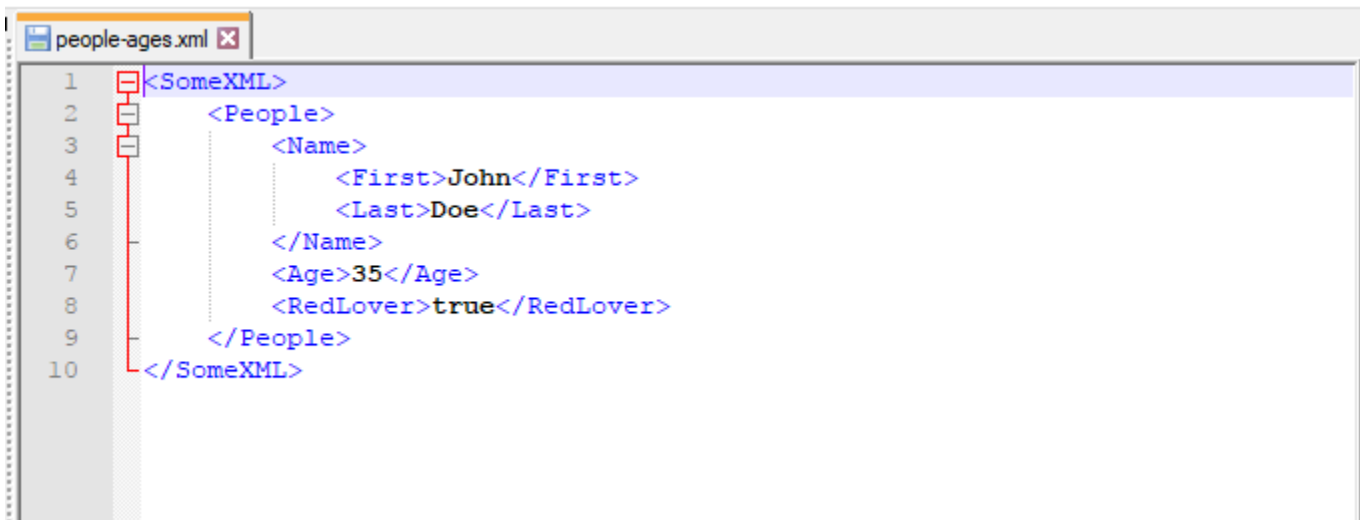 people-ages.xml
1 <SomeXML>
2 <People>
3 <Name>
4 <First>John</First>
5 <Last>Doe</Last>
6 </Name>
7 <Age>35</Age>
8 <RedLover>true</RedLover>
9 </People>
10 </SomeXML>